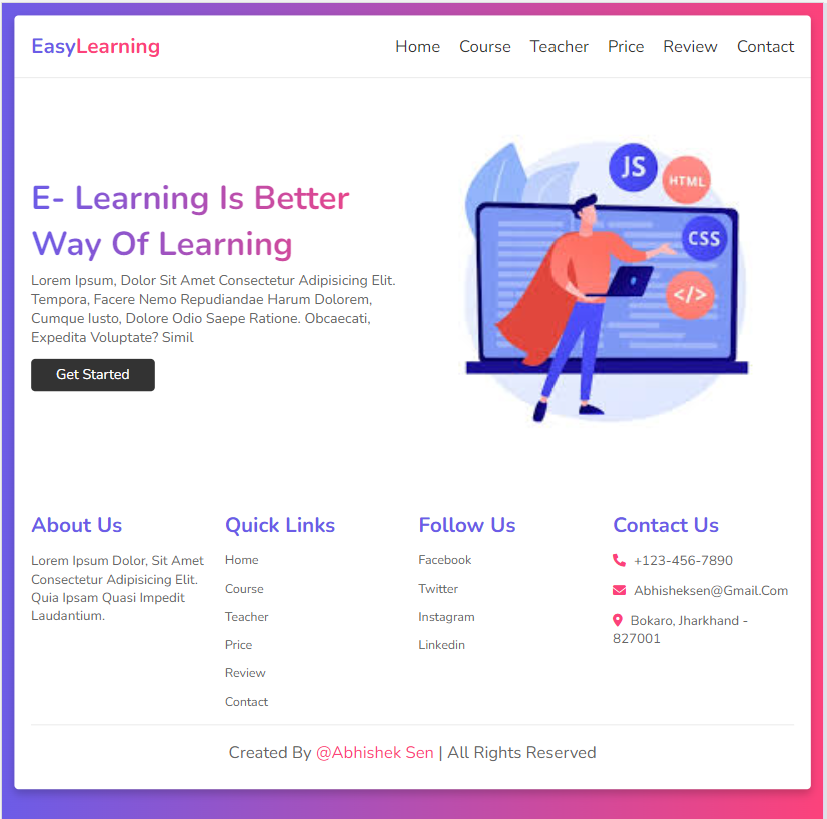 EasyLearning
Home Course Teacher Price Review Contact
JS
HTML
CSS
</>
E- Learning Is Better
Way Of Learning
Lorem Ipsum, Dolor Sit Amet Consectetur Adipisicing Elit.
Tempora, Facere Nemo Repudiandae Harum Dolorem,
Cumque Iusto, Dolore Odio Saepe Ratione. Obcaecati,
Expedita Voluptate? Simil
Get Started
About Us
Lorem Ipsum Dolor, Sit Amet
Consectetur Adipisicing Elit.
Quia Ipsam Quasi Impedit
Laudantium.
Quick Links
Home
Course
Teacher
Price
Review
Contact
Follow Us
Facebook
Twitter
Instagram
Linkedin
Contact Us
+123-456-7890
Abhisheksen@Gmail.Com
Bokaro, Jharkhand -
827001
Created By @Abhishek Sen | All Rights Reserved